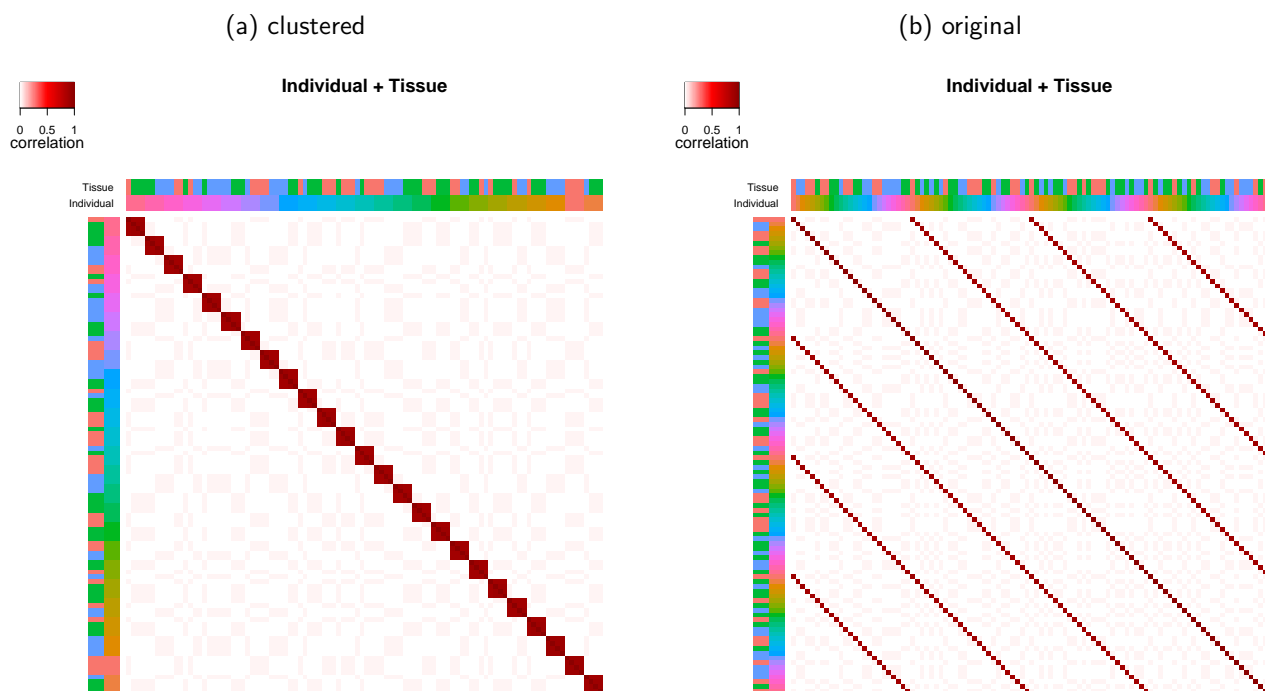 (a) clustered
Individual + Tissue
0 0.5 1
correlation
Tissue
Individual
(b) original
Individual + Tissue
0 0.5 1
correlation
Tissue
Individual